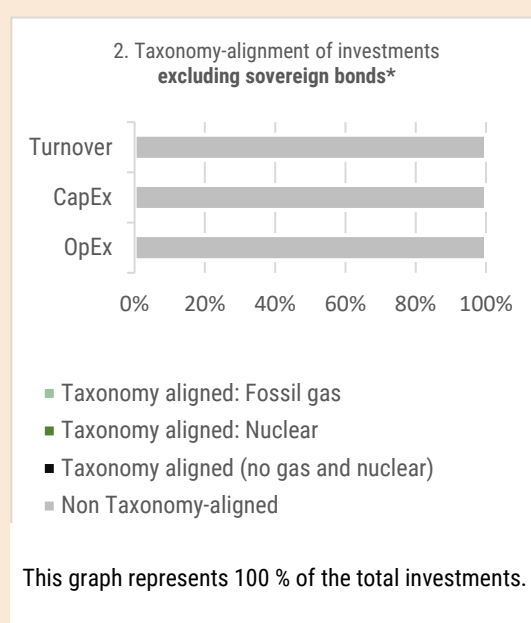 2. Taxonomy-alignment of investments
excluding sovereign bonds*
Turnover
CapEx
OpEx
0% 20% 40% 60% 80% 100%
Taxonomy aligned: Fossil gas
Taxonomy aligned: Nuclear
Taxonomy aligned (no gas and nuclear)
Non Taxonomy-aligned
This graph represents 100 % of the total investments.